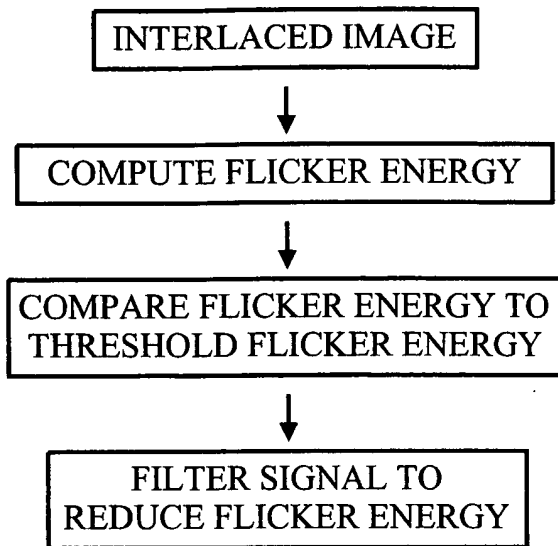 INTERLACED IMAGE
COMPUTE FLICKER ENERGY
COMPARE FLICKER ENERGY TO
THRESHOLD FLICKER ENERGY
FILTER SIGNAL TO
REDUCE FLICKER ENERGY